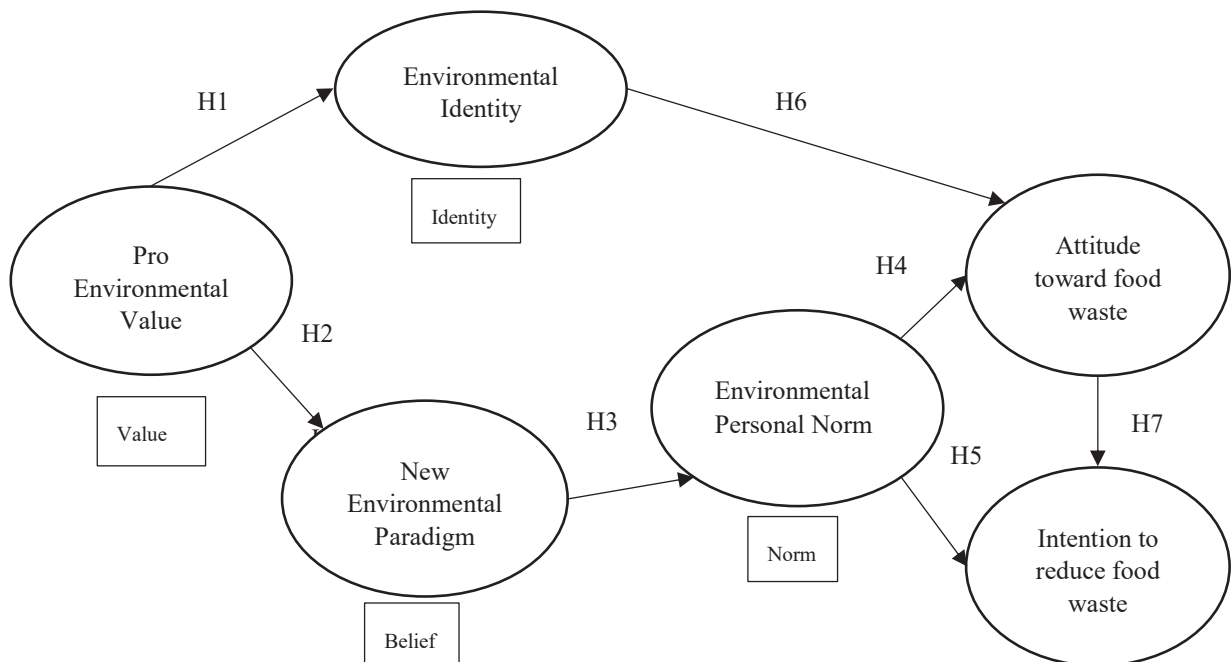 Environmental
Identity
H1
H6
Identity
Pro
Environmental
Value
Attitude
toward food
waste
H4
H2
Environmental
Personal Norm
Value
H3
H7
H5
New
Environmental
Paradigm
Norm
Intention to
reduce food
waste
Belief